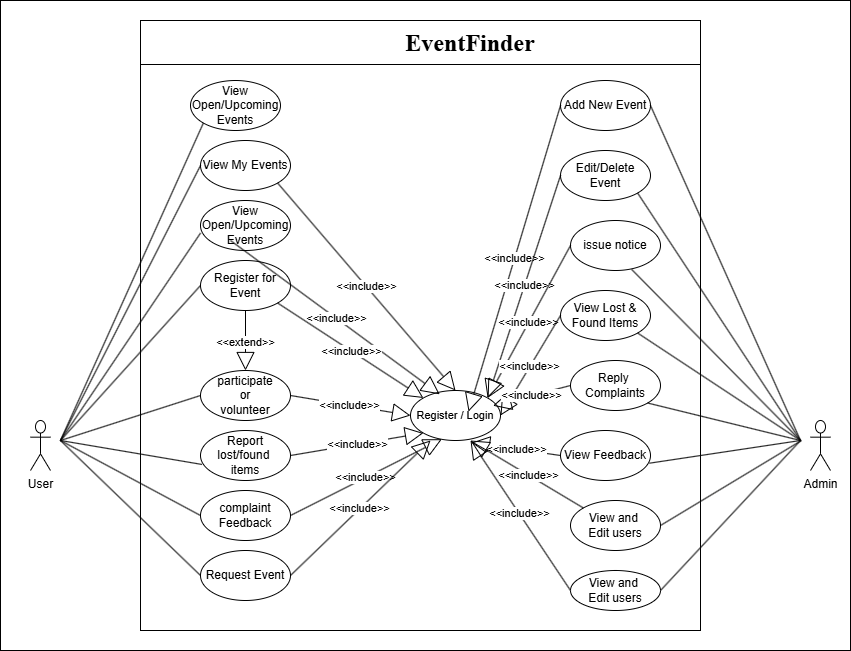 EventFinder
View
Open/Upcoming
Events
View My Events
View
Open/Upcoming
Events
Register for
Event
<<extend>>
participate
or
volunteer
Report
lost/found
items
complaint
Feedback
Request Event
User
<<include>>
<<include>>
<<include>>
<<include>>
<<include>>
<<include>>
<<include>>
Register / Login
<<include>>
<<include>>
<<include>>
<<include>>
<<include>>
<<include>>
<<include>>
<<include>>
Add New Event
Edit/Delete
Event
issue notice
View Lost &
Found Items
Reply
Complaints
View Feedback
View and
Edit users
View and
Edit users
Admin